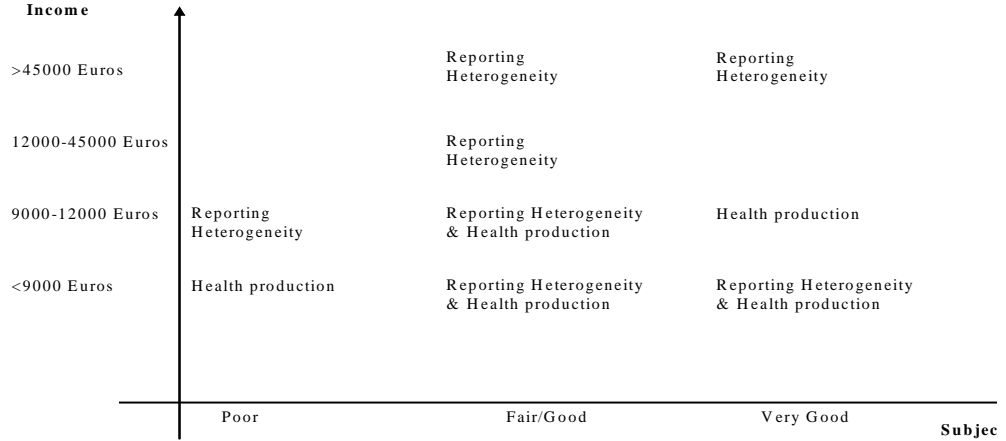 Income
>45000 Euros
Reporting
Heterogeneity
Reporting
Heterogeneity
12000-45000 Euros
Reporting
Heterogeneity
9000-12000 Euros
Reporting
Heterogeneity
Reporting Heterogeneity
& Health production
Health production
<9000 Euros
Health production
Reporting Heterogeneity
& Health production
Reporting Heterogeneity
& Health production
Poor
Fair/Good
Very Good
Subjec